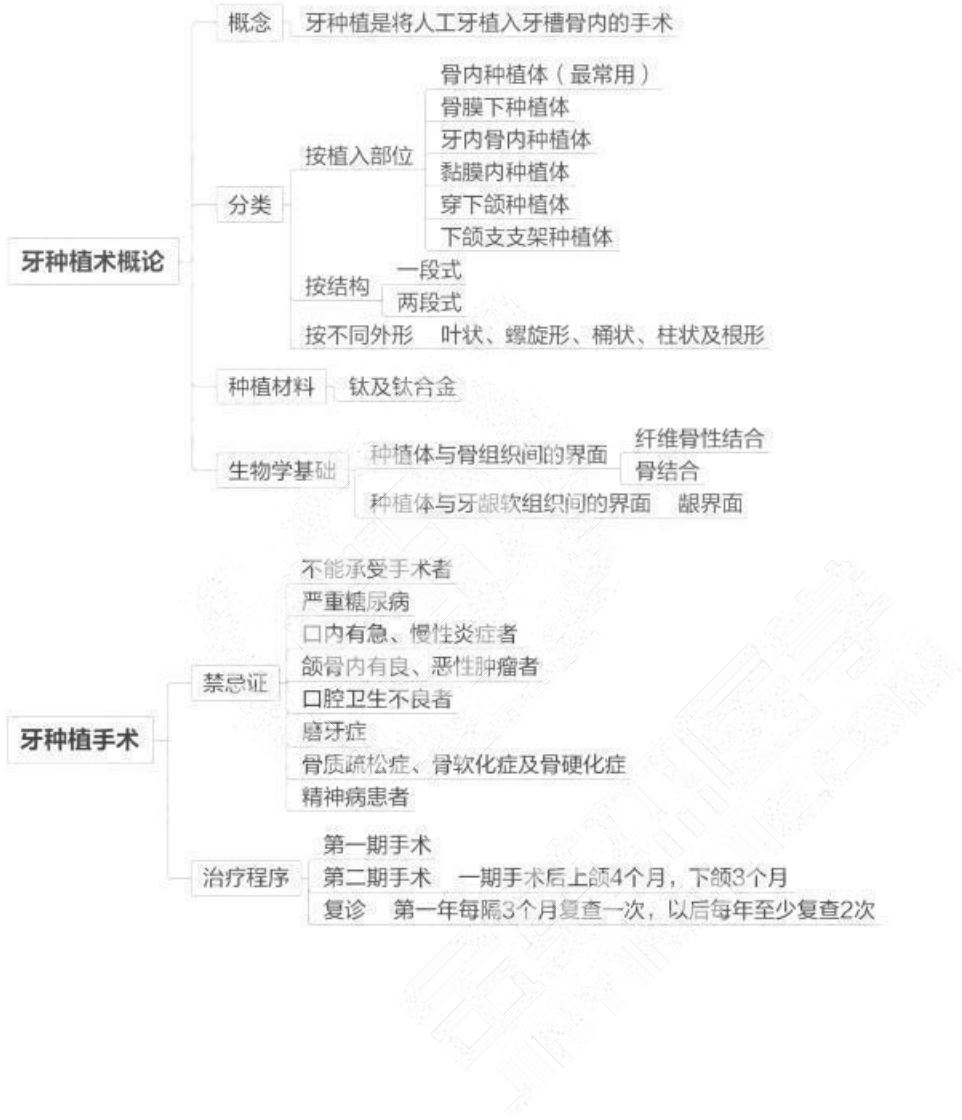 概念
牙种植是将人工牙植入牙槽骨内的手术
骨内种植体（最常用）
骨膜下种植体
牙内骨内种植体
按植入部位
黏膜内种植体
穿下颌种植体
下颌支支架种植体
分类
牙种植术概论
一段式
按结构
两段式
按不同外形 叶状、螺旋形、桶状、柱状及根形
种植材料 钛及钛合金
纤维骨性结合
种植体与骨组织间的界面
骨结合
生物学基础
种植体与牙龈软组织间的界面 龈界面
不能承受手术者
严重糖尿病
口内有急、慢性炎症者
颌骨内有良、恶性肿瘤者
禁忌证
口腔卫生不良者
磨牙症
骨质疏松症、骨软化症及骨硬化症
精神病患者
牙种植手术
第一期手术
治疗程序
第二期手术 一期手术后上颌4个月，下颌3个月
复诊 第一年每隔3个月复查一次，以后每年至少复查2次